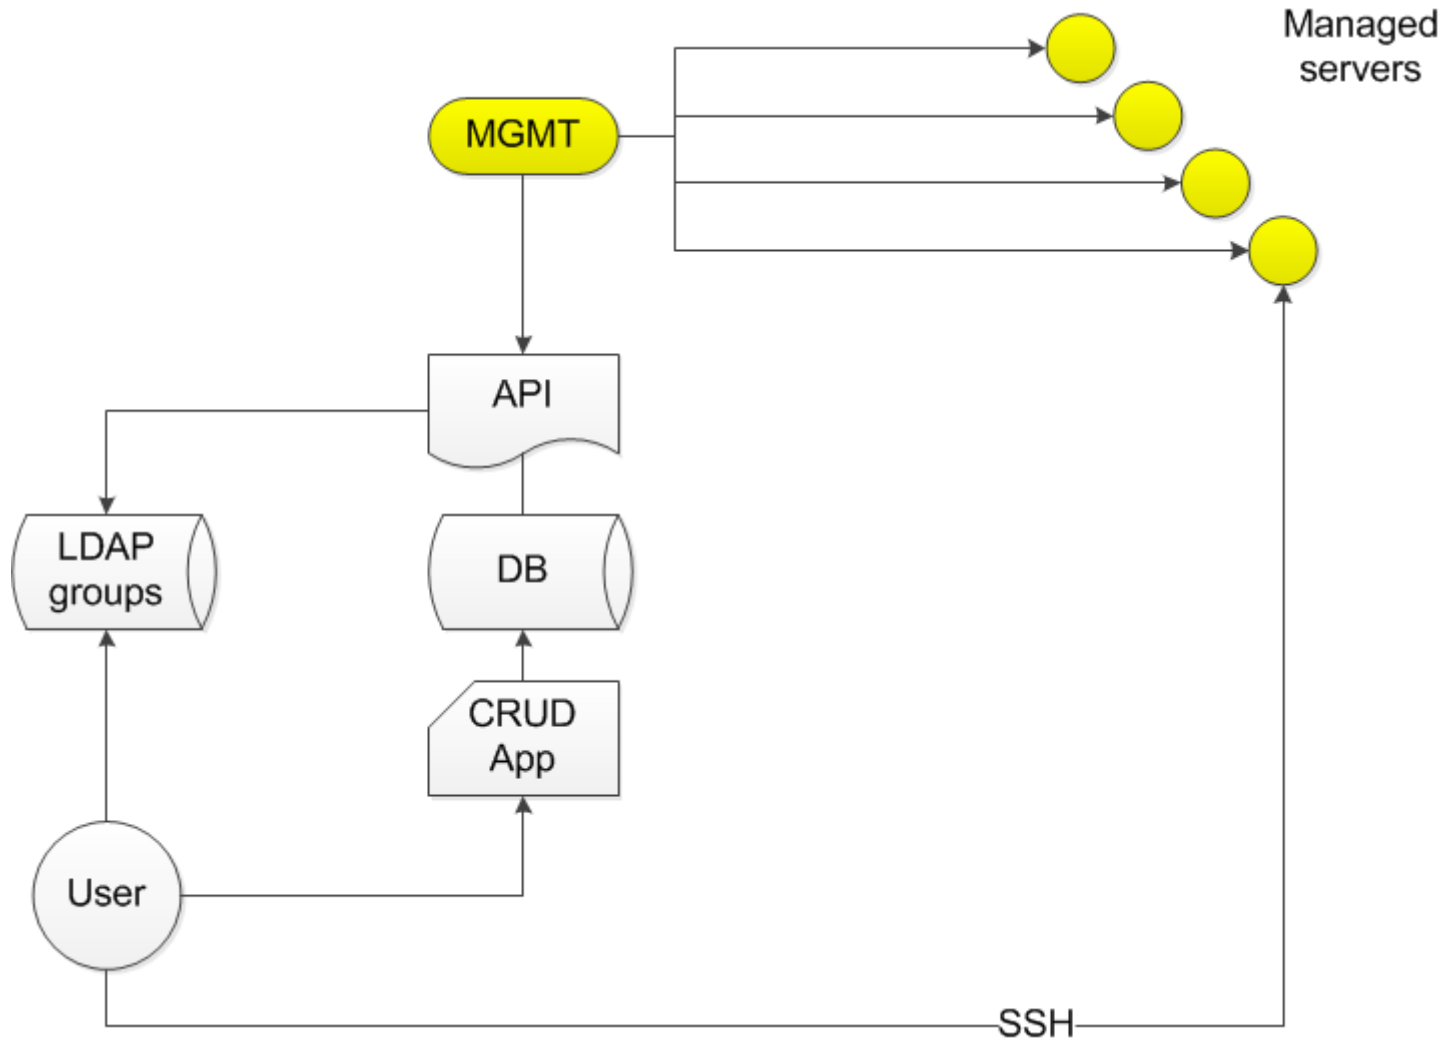 Managed
servers
MGMT
API
LDAP
groups
DB
CRUD
App
User
SSH